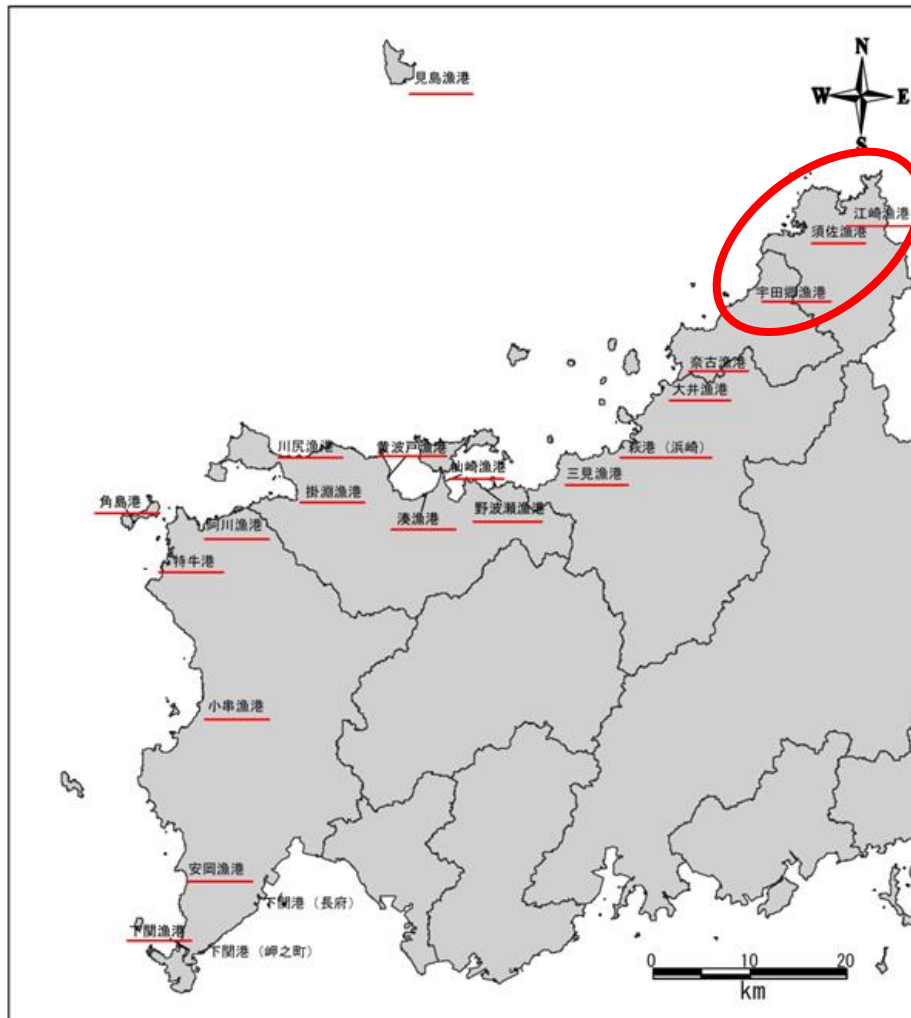 見島漁港
N
W
E
S
江崎漁港
須佐漁港
宇田郷漁港
奈古漁港
大井漁港
川尻漁港
黄波戸漁港
萩港（浜崎）
仙崎漁港
三見漁港
掛淵漁港
角島港
野波瀬漁港
湊漁港
阿川漁港
特牛港
小串漁港
安岡漁港
下関港（長府）
下関漁港
下関港（岬之町）
0 10 20
km